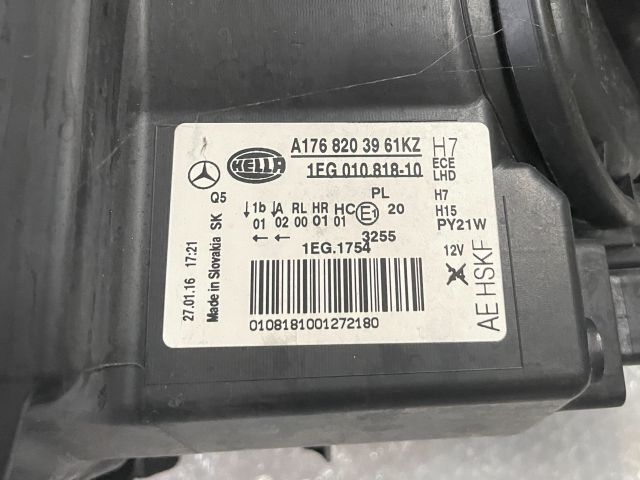 HELLA
A176 820 39 61KZ
1EG 010 818-10
H7
ECE
LHD
Q5
PL
↓1b ↓A RL HR HC E1 20
01 02 00 01 01
← ←
3255
1EG.1754
H7
H15
PY21W
12V
0108181001272180
27.01.16 17:21
Made in Slovakia SK
AE HSKF